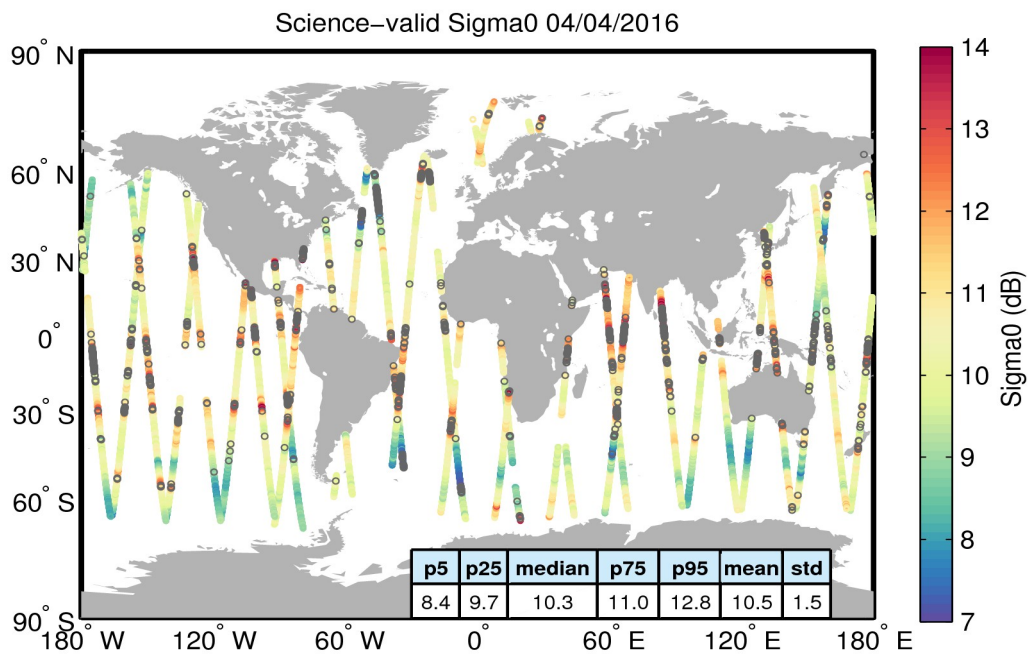 Science−valid Sigma0 04/04/2016
90° N
60° N
30° N
0°
30° S
60° S
90° S
180° W
120° W
60° W
0°
60° E
120° E
180° E
p5 p25 median p75 p95 mean std
8.4 9.7 10.3 11.0 12.8 10.5 1.5
14
13
12
11
10
9
8
7
Sigma0 (dB)